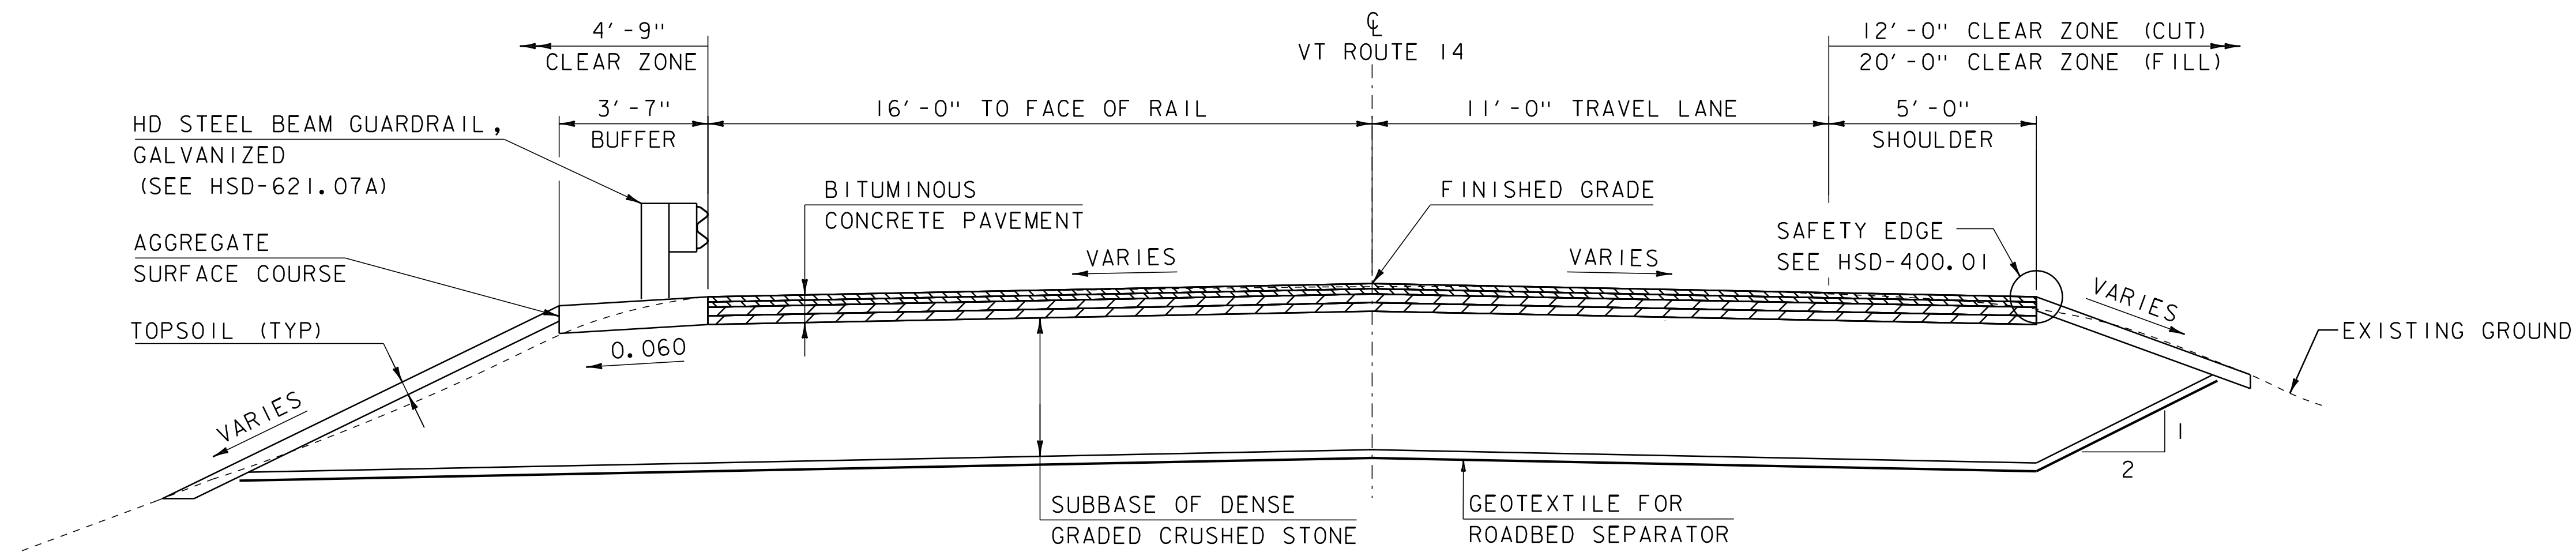 4'-9"
CLEAR ZONE
℄
VT ROUTE 14
12'-0" CLEAR ZONE (CUT)
20'-0" CLEAR ZONE (FILL)
3'-7"
BUFFER
16'-0" TO FACE OF RAIL
11'-0" TRAVEL LANE
5'-0"
SHOULDER
HD STEEL BEAM GUARDRAIL,
GALVANIZED
(SEE HSD-621.07A)
BITUMINOUS
CONCRETE PAVEMENT
FINISHED GRADE
AGGREGATE
SURFACE COURSE
VARIES
VARIES
SAFETY EDGE
SEE HSD-400.01
VARIES
TOPSOIL (TYP)
0.060
EXISTING GROUND
VARIES
1
2
SUBBASE OF DENSE
GRADED CRUSHED STONE
GEOTEXTILE FOR
ROADBED SEPARATOR